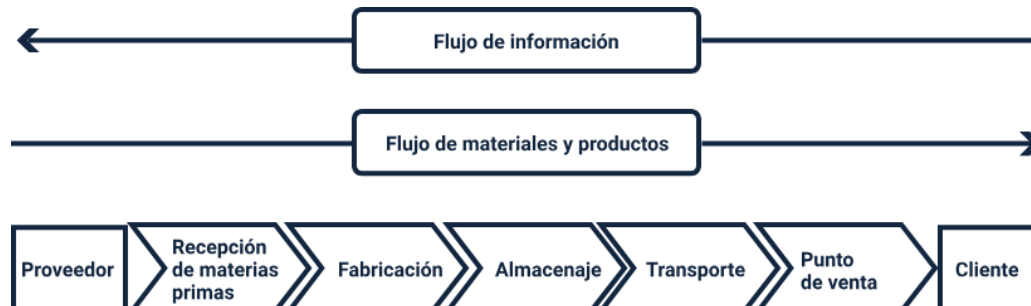 Flujo de información
Flujo de materiales y productos
Proveedor
Recepción
de materias
primas
Fabricación
Almacenaje
Transporte
Punto
de venta
Cliente